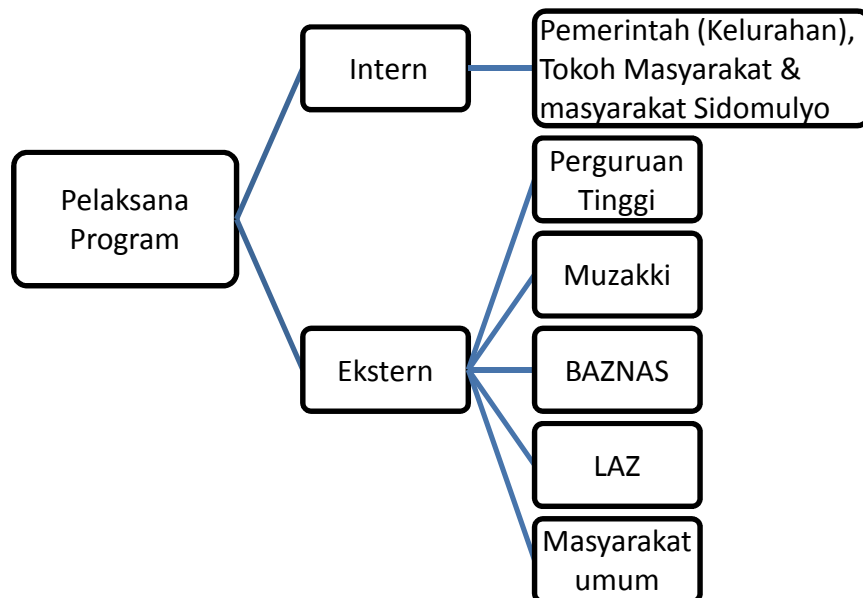 Pelaksana
Program
Intern
Pemerintah (Kelurahan),
Tokoh Masyarakat &
masyarakat Sidomulyo
Ekstern
Perguruan
Tinggi
Muzakki
BAZNAS
LAZ
Masyarakat
umum